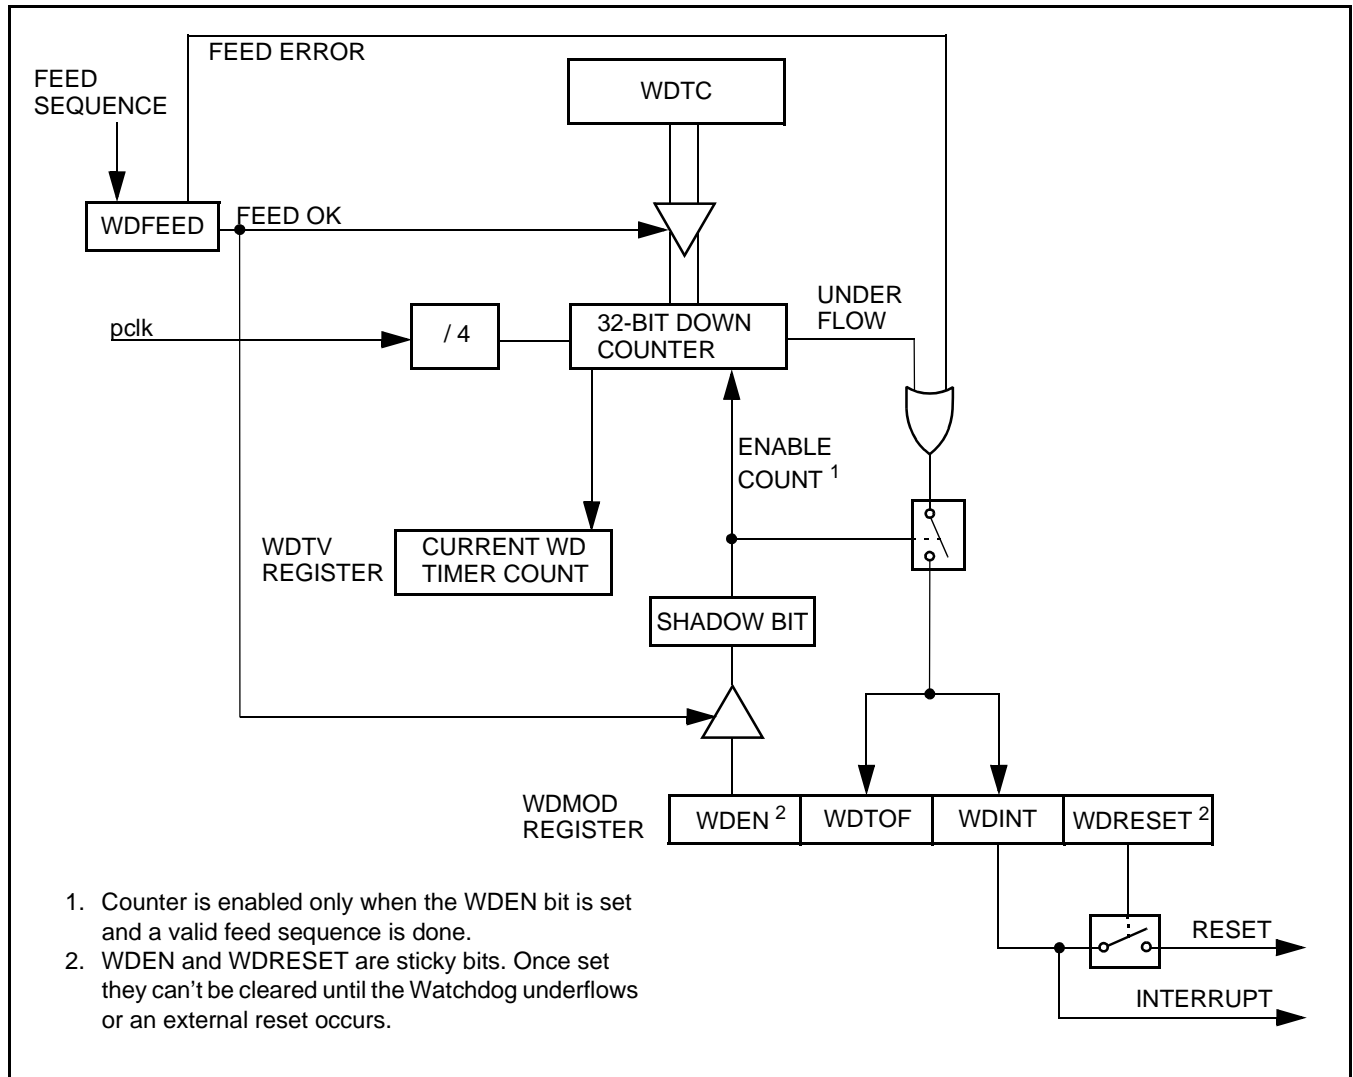 FEED ERROR
FEED
SEQUENCE
WDTC
WDFEED
FEED OK
UNDER
FLOW
pclk
/ 4
32-BIT DOWN
COUNTER
ENABLE
COUNT 1
WDTV
REGISTER
CURRENT WD
TIMER COUNT
SHADOW BIT
WDMOD
REGISTER
WDEN 2
WDTOF
WDINT
WDRESET 2
1. Counter is enabled only when the WDEN bit is set
and a valid feed sequence is done.
2. WDEN and WDRESET are sticky bits. Once set
they can't be cleared until the Watchdog underflows
or an external reset occurs.
RESET
INTERRUPT